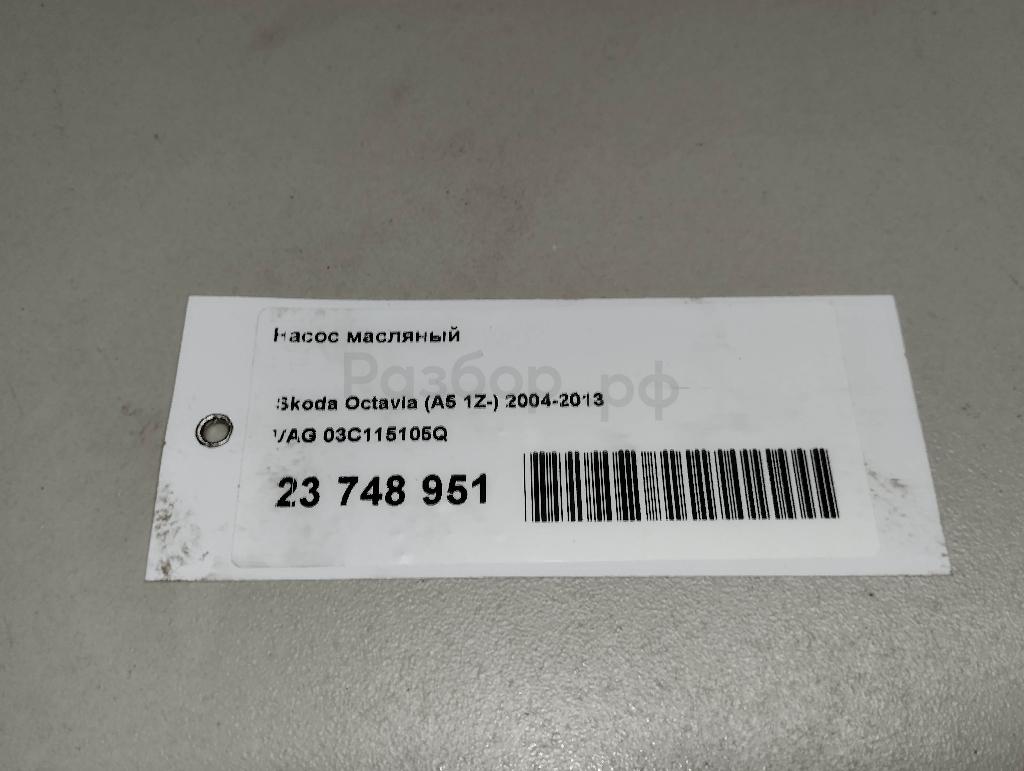 Насос масляный
Разбор.рф
Skoda Octavia (A5 1Z-) 2004-2013
VAG 03C115105Q
23 748 951